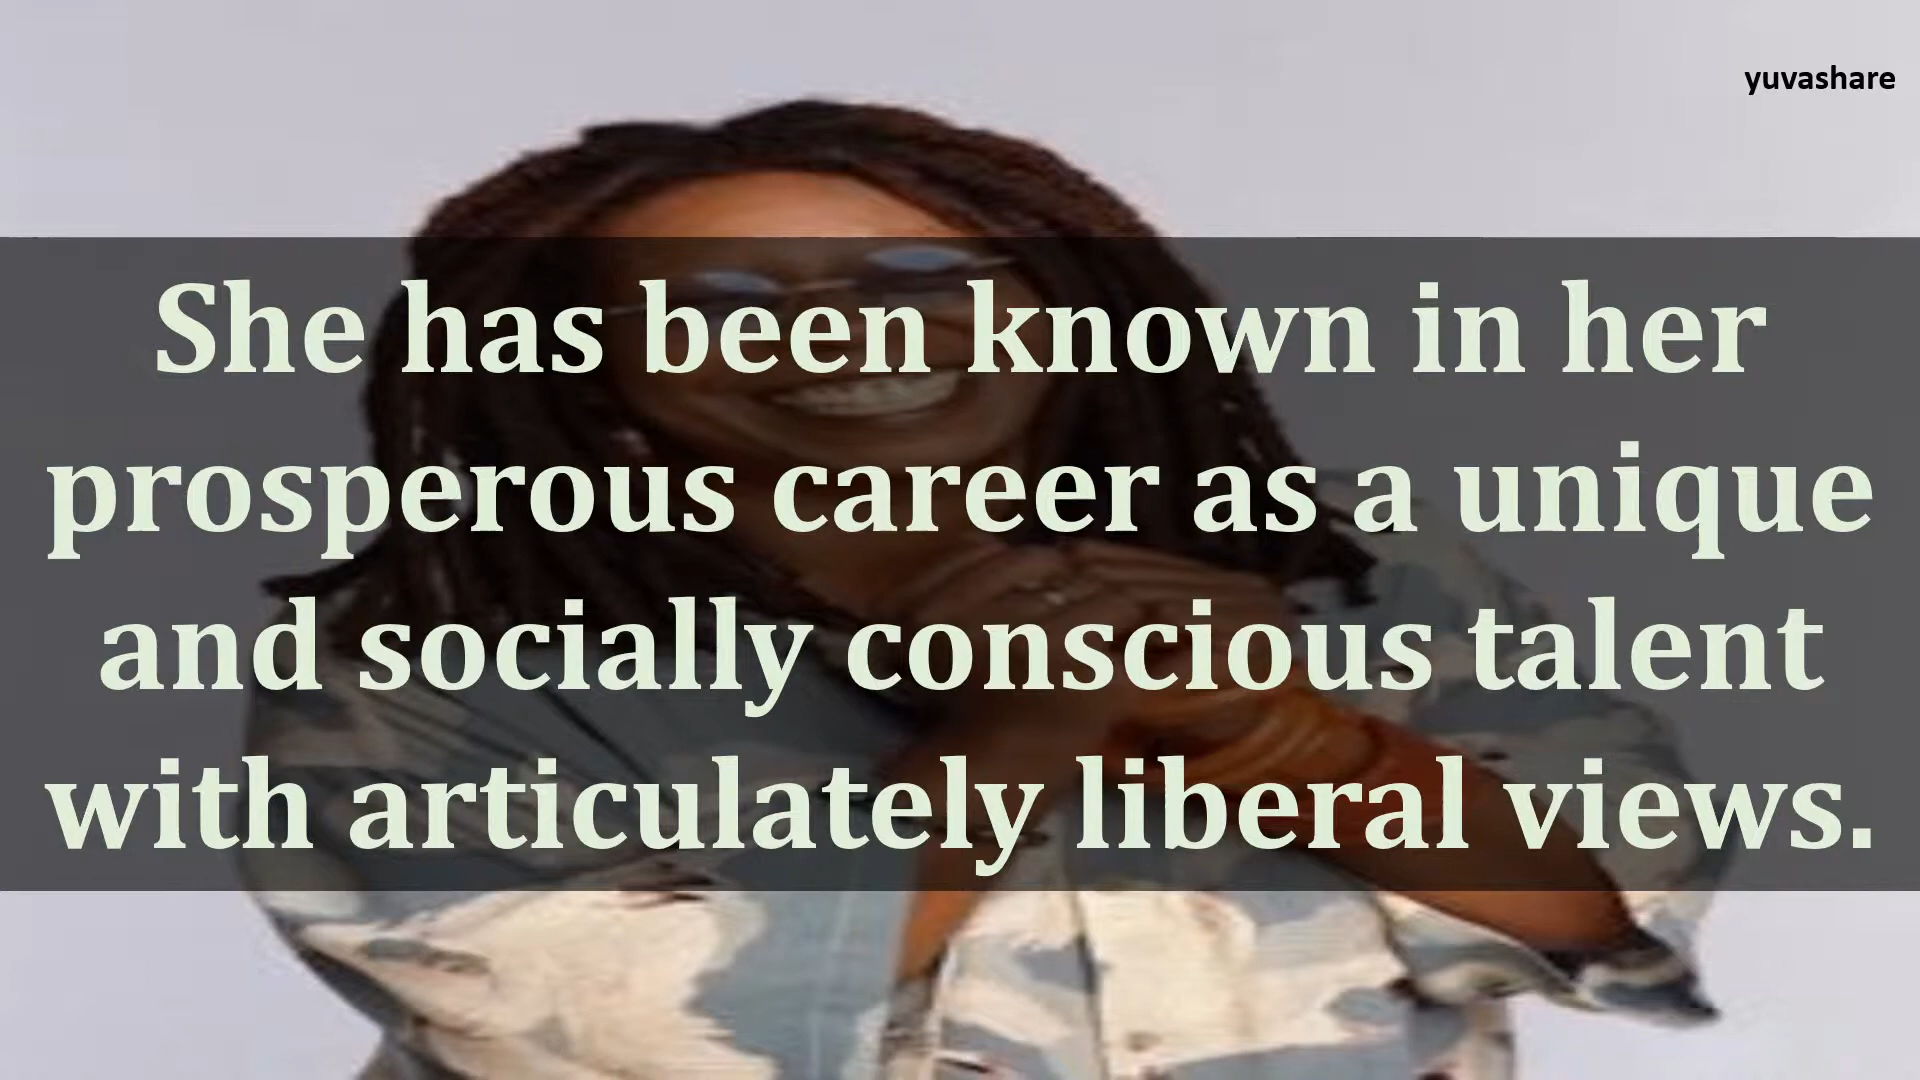 yuvashare
She has been known in her
prosperous career as a unique
and socially conscious talent
with articulately liberal views.